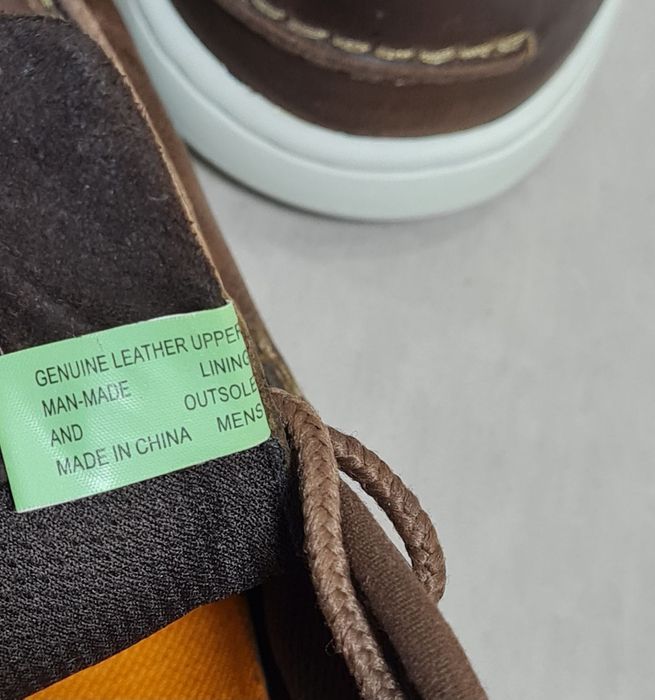 GENUINE LEATHER UPPER
MAN-MADE LINING
AND OUTSOLE
MADE IN CHINA MENS